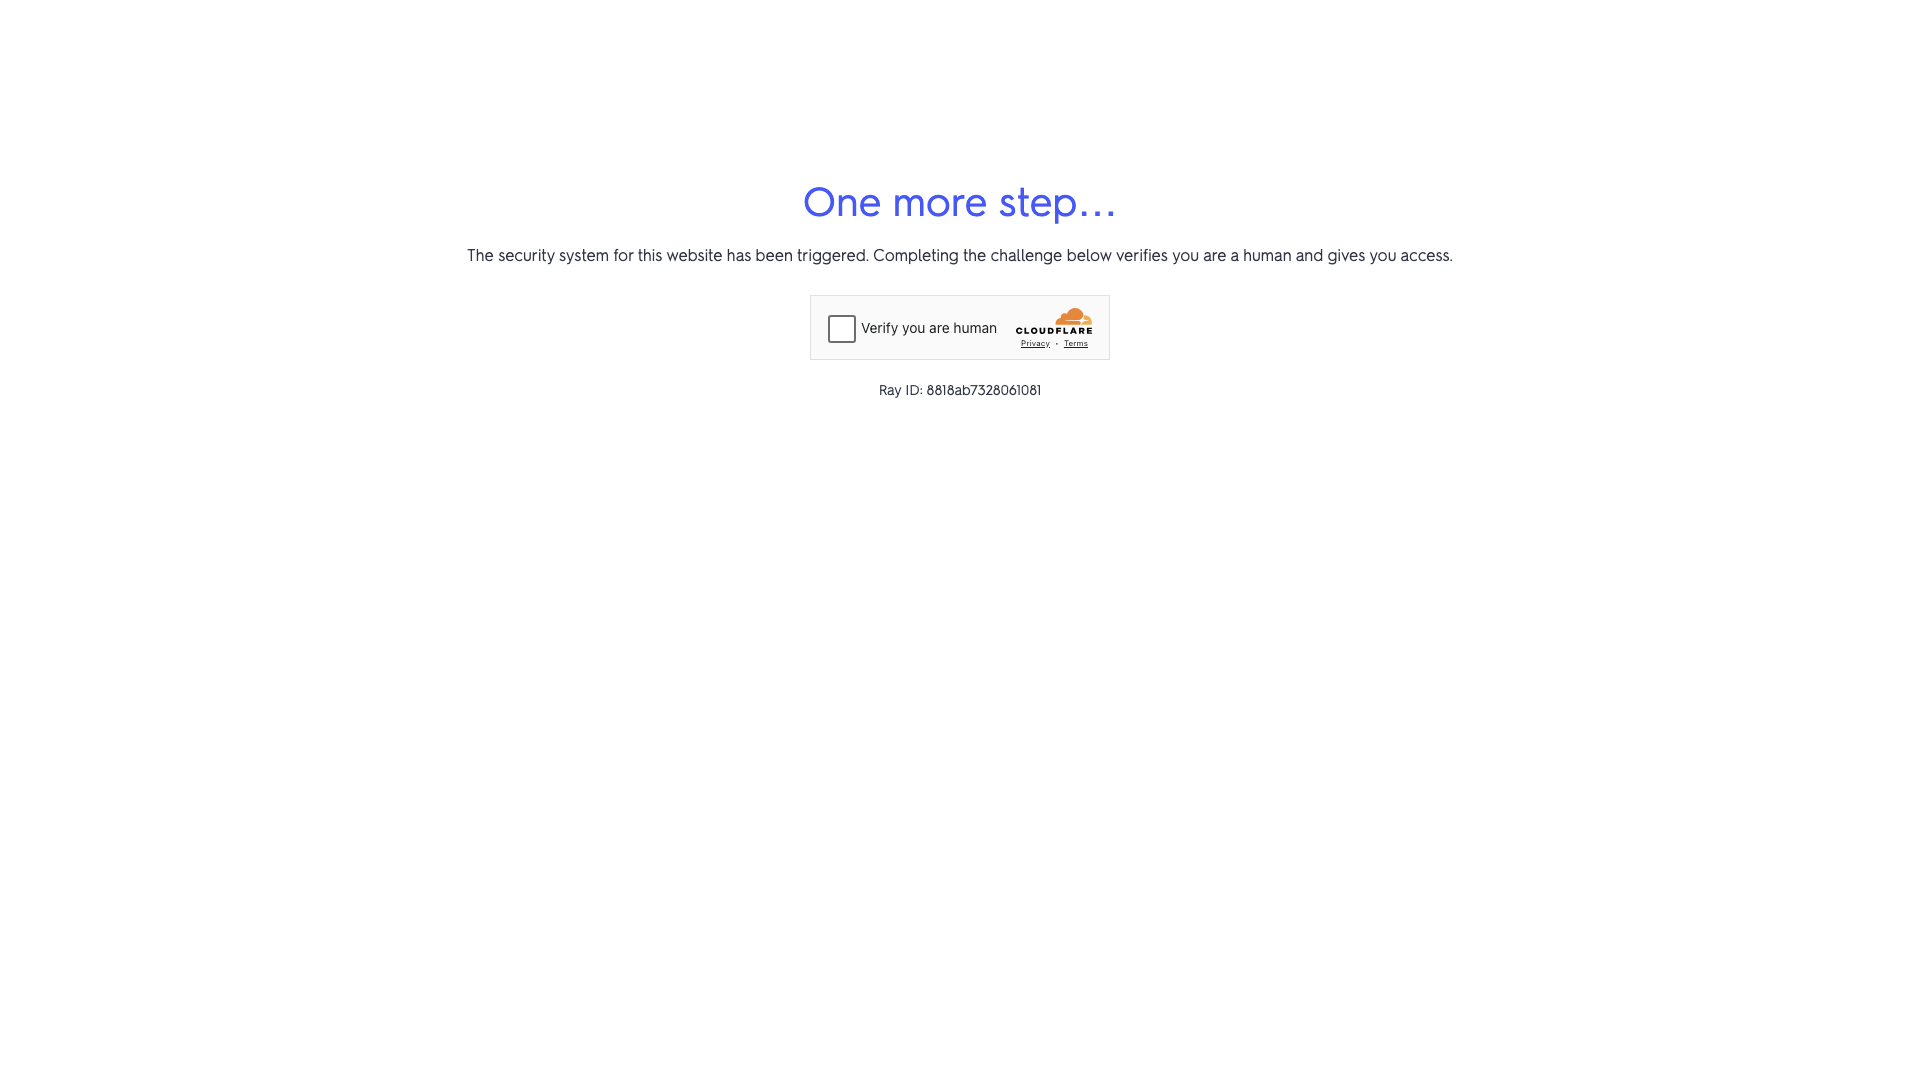 One more step…
The security system for this website has been triggered. Completing the challenge below verifies you are a human and gives you access.
Verify you are human
CLOUDFLARE
Privacy • Terms
Ray ID: 8818ab7328061081